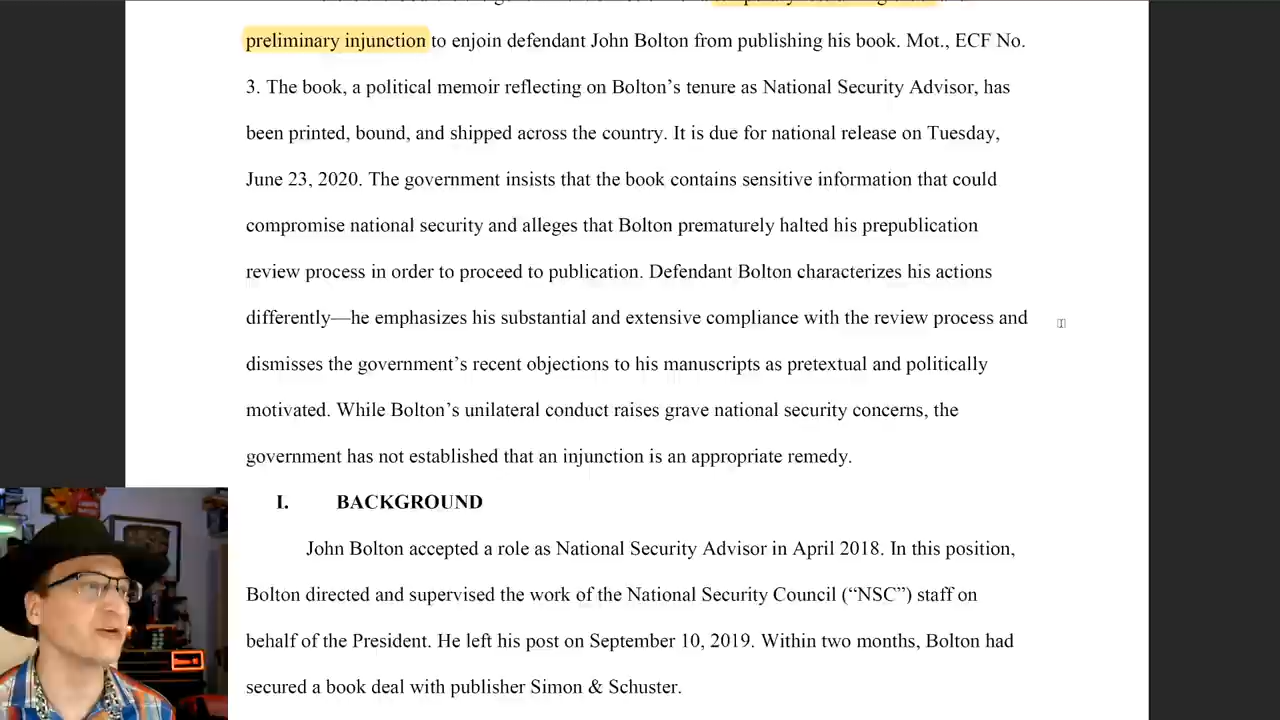 preliminary injunction to enjoin defendant John Bolton from publishing his book. Mot., ECF No.
3. The book, a political memoir reflecting on Bolton’s tenure as National Security Advisor, has
been printed, bound, and shipped across the country. It is due for national release on Tuesday,
June 23, 2020. The government insists that the book contains sensitive information that could
compromise national security and alleges that Bolton prematurely halted his prepublication
review process in order to proceed to publication. Defendant Bolton characterizes his actions
differently—he emphasizes his substantial and extensive compliance with the review process and
dismisses the government’s recent objections to his manuscripts as pretextual and politically
motivated. While Bolton’s unilateral conduct raises grave national security concerns, the
government has not established that an injunction is an appropriate remedy.
I. BACKGROUND
John Bolton accepted a role as National Security Advisor in April 2018. In this position,
Bolton directed and supervised the work of the National Security Council (“NSC”) staff on
behalf of the President. He left his post on September 10, 2019. Within two months, Bolton had
secured a book deal with publisher Simon & Schuster.